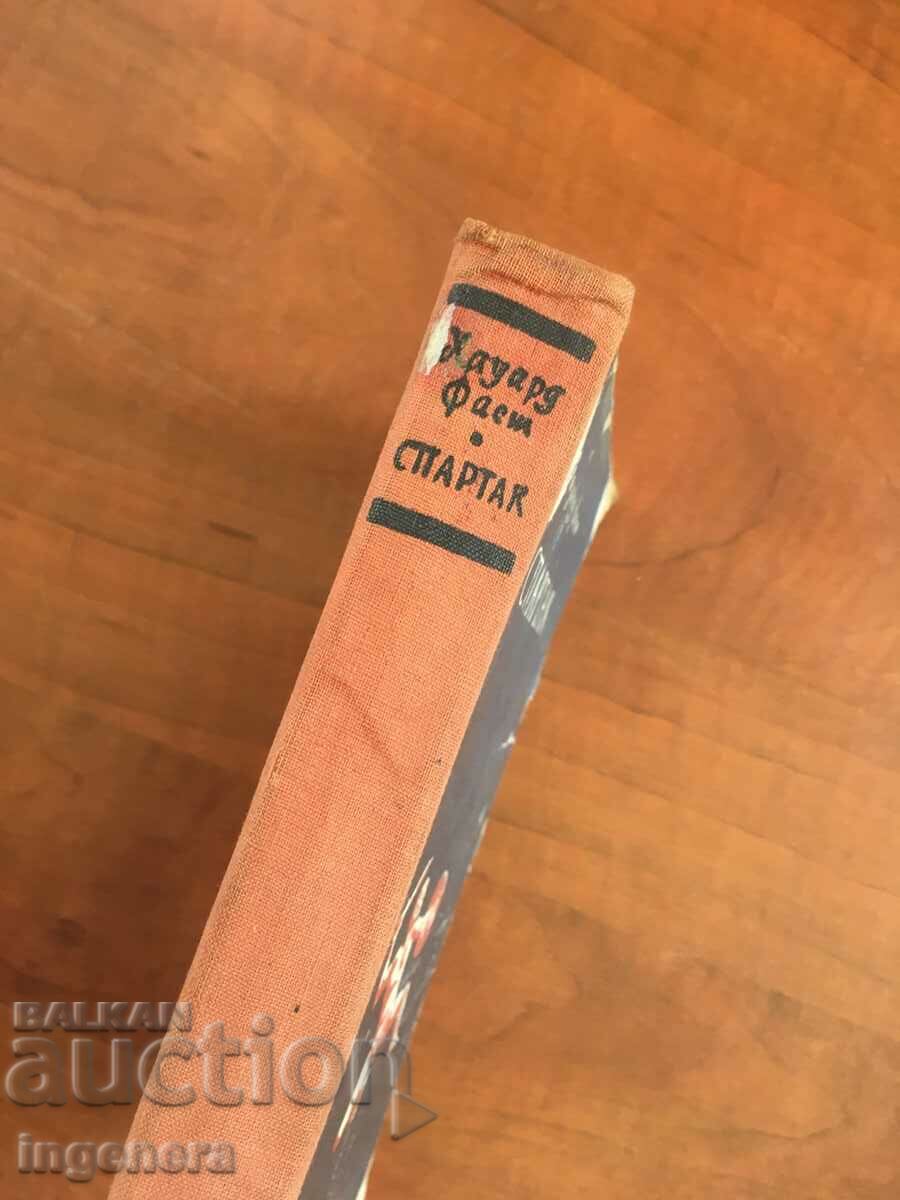 Хауард
Фаст
•
СПАРТАК
BALKAN
auction
ingenera